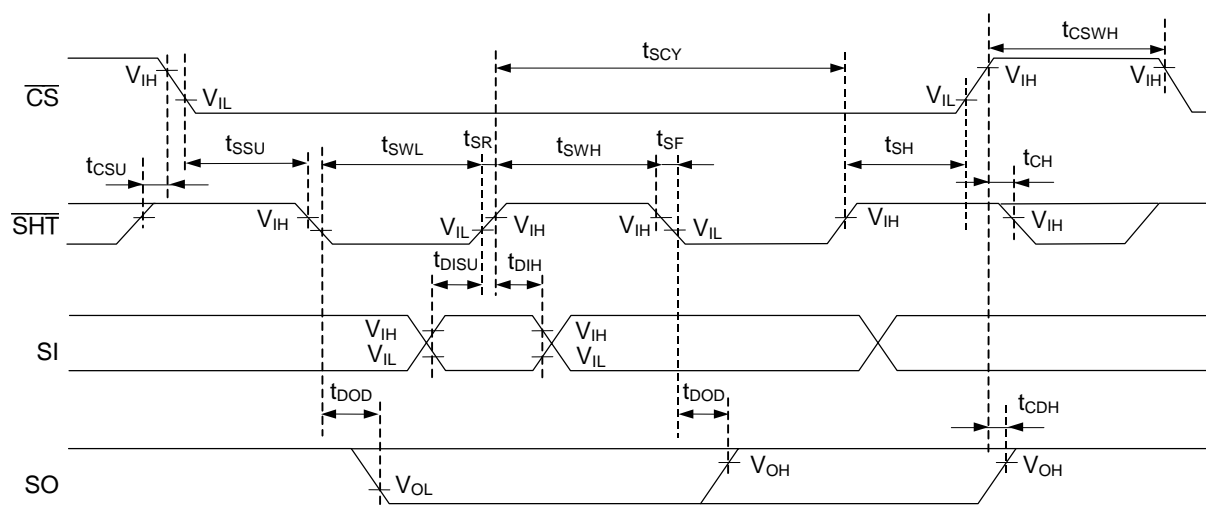 tSCY
tCSWH
CS
VIH
VIL
VIL
VIH
VIH
tCSU
tSSU
tSWL
tSR
tSWH
tSF
tSH
tCH
SHT
VIH
VIL
VIH
VIH
VIL
VIH
VIH
tDISU
tDIH
SI
VIH
VIL
VIH
VIL
tDOD
tDOD
tCDH
SO
VOL
VOH
VOH